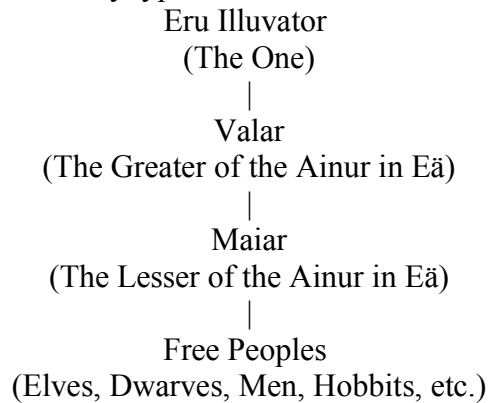 Eru Illuvator
(The One)
Valar
(The Greater of the Ainur in Eä)
Maiar
(The Lesser of the Ainur in Eä)
Free Peoples
(Elves, Dwarves, Men, Hobbits, etc.)